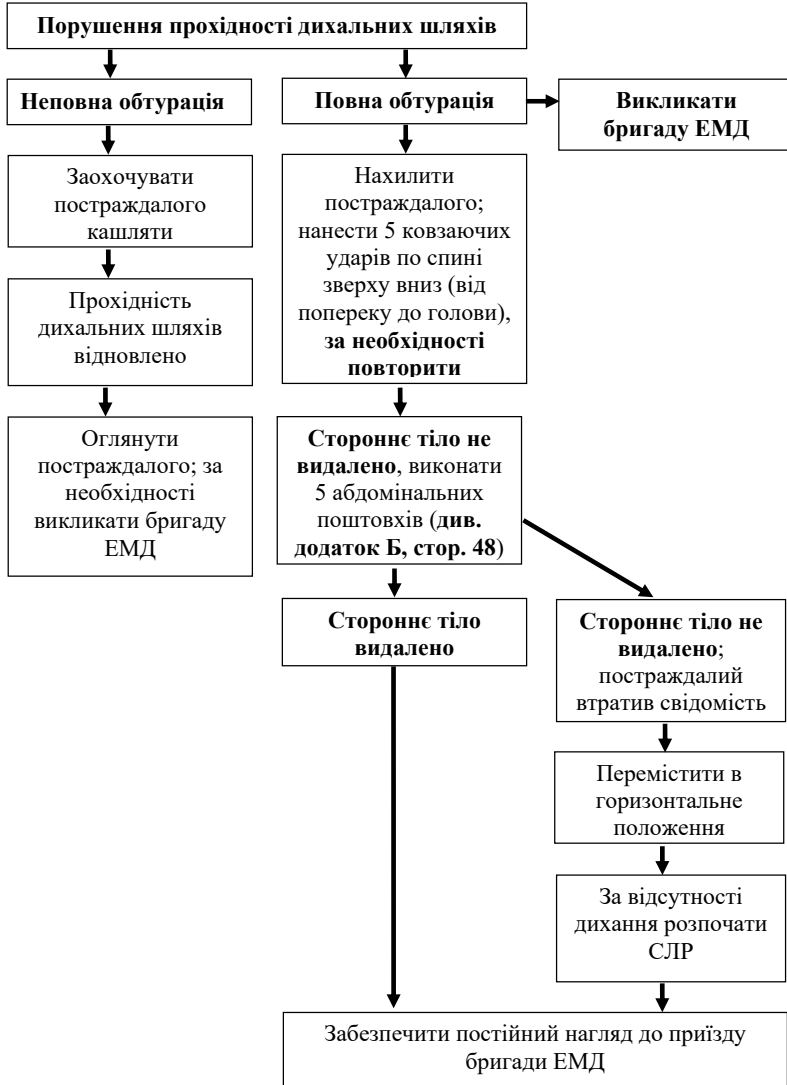 Порушення прохідності дихальних шляхів
Неповна обтурація
Повна обтурація
Викликати
бригаду ЕМД
Заохочувати
постраждалого
кашляти
Нахилити
постраждалого;
нанести 5 ковзаючих
ударів по спині
зверху вниз (від
попереку до голови),
за необхідності
повторити
Прохідність
дихальних шляхів
відновлено
Оглянути
постраждалого; за
необхідності
викликати бригаду
ЕМД
Стороннє тіло не
видалено, виконати
5 абдомінальних
поштовхів (див.
додаток Б, стор. 48)
Стороннє тіло
видалено
Стороннє тіло не
видалено;
постраждалий
втратив свідомість
Перемістити в
горизонтальне
положення
За відсутності
дихання розпочати
СЛР
Забезпечити постійний нагляд до приїзду
бригади ЕМД